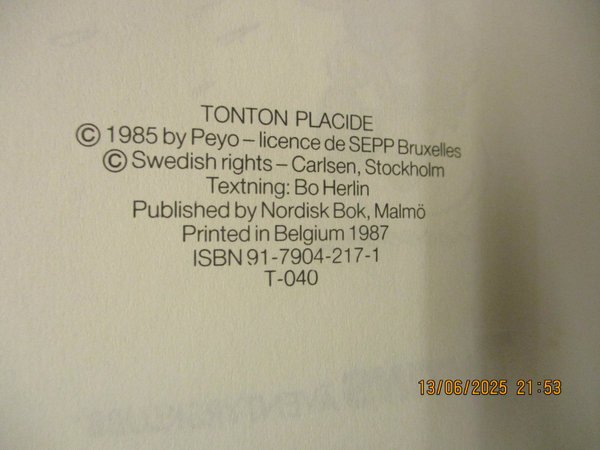 TONTON PLACIDE
© 1985 by Peyo – licence de SEPP Bruxelles
© Swedish rights – Carlsen, Stockholm
Textning: Bo Herlin
Published by Nordisk Bok, Malmö
Printed in Belgium 1987
ISBN 91-7904-217-1
T-040
13/06/2025 21:53